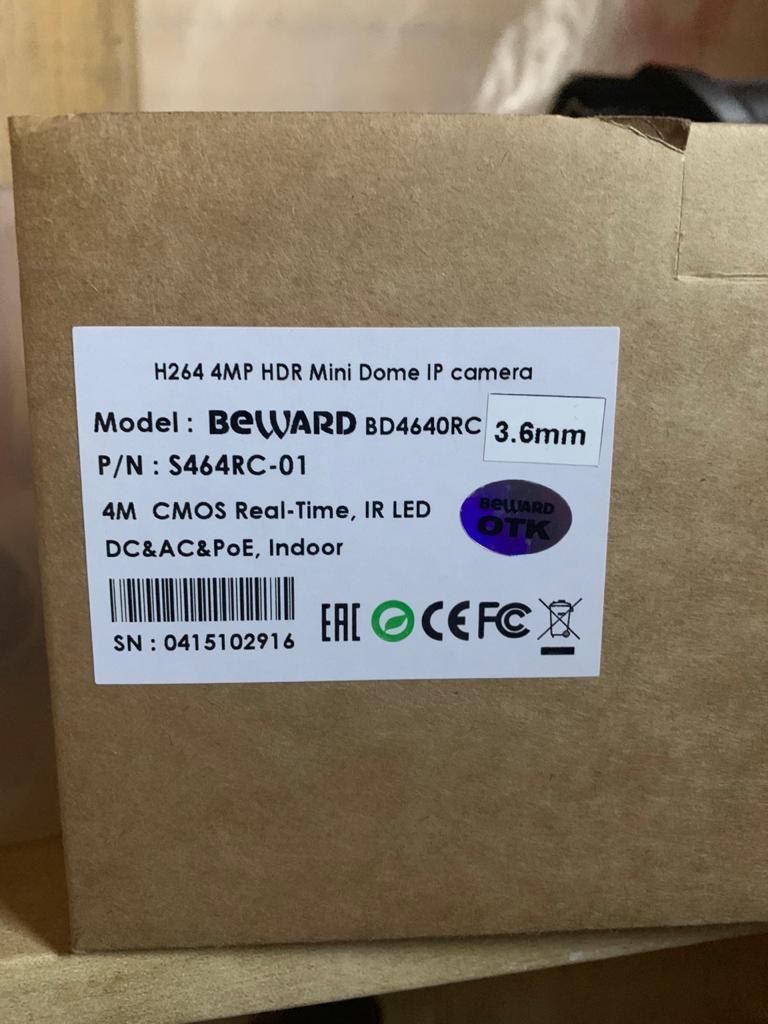 H264 4MP HDR Mini Dome IP camera
Model : BEWARD BD4640RC 3.6mm
P/N : S464RC-01
4M CMOS Real-Time, IR LED
BEWARD
OTK
DC&AC&PoE, Indoor
EAC CE FC
SN : 0415102916